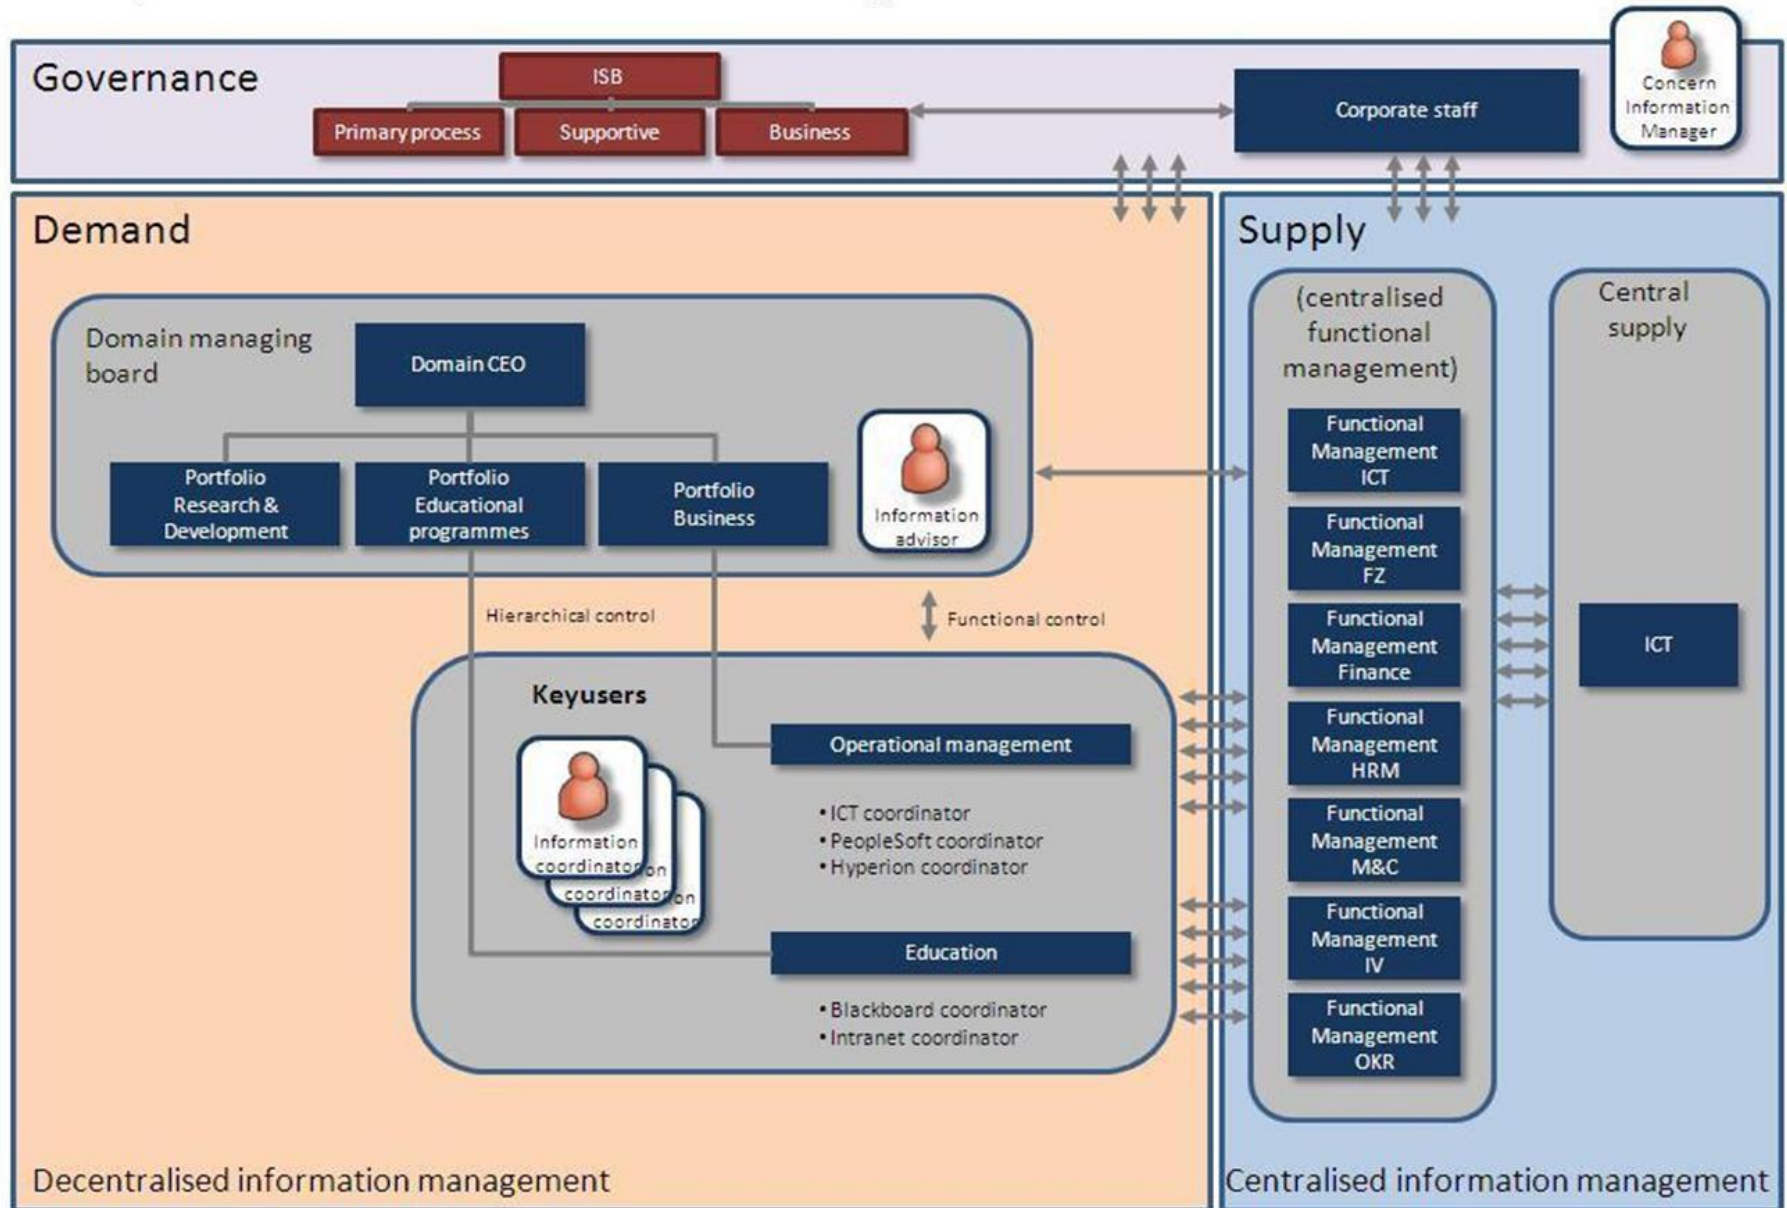 Governance
ISB
Primary process
Supportive
Business
Corporate staff
Concern
Information
Manager
Demand
Domain managing
board
Domain CEO
Portfolio
Research &
Development
Portfolio
Educational
programmes
Portfolio
Business
Information
advisor
Hierarchical control
Functional control
Keyusers
Information
coordinator
on
coordinator
on
coordinator
Operational management
• ICT coordinator
• PeopleSoft coordinator
• Hyperion coordinator
Education
• Blackboard coordinator
• Intranet coordinator
Decentralised information management
Supply
(centralised
functional
management)
Functional
Management
ICT
Functional
Management
FZ
Functional
Management
Finance
Functional
Management
HRM
Functional
Management
M&C
Functional
Management
IV
Functional
Management
OKR
Central
supply
ICT
Centralised information management